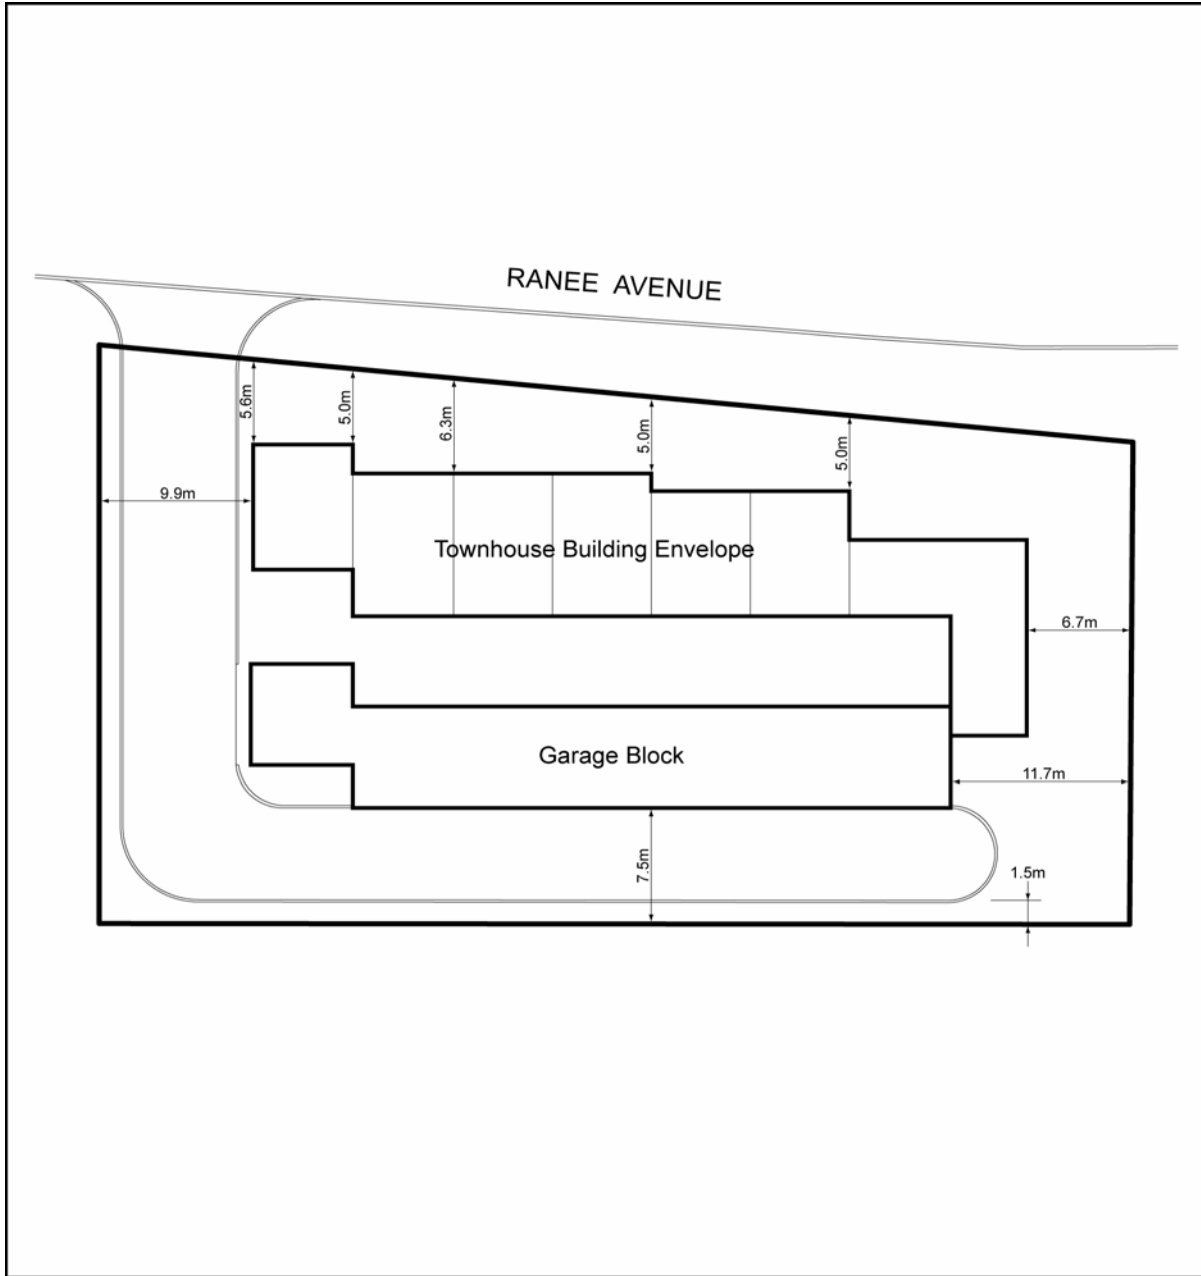 RANEE AVENUE
5.6m
5.0m
6.3m
5.0m
5.0m
9.9m
Townhouse Building Envelope
6.7m
Garage Block
11.7m
7.5m
1.5m